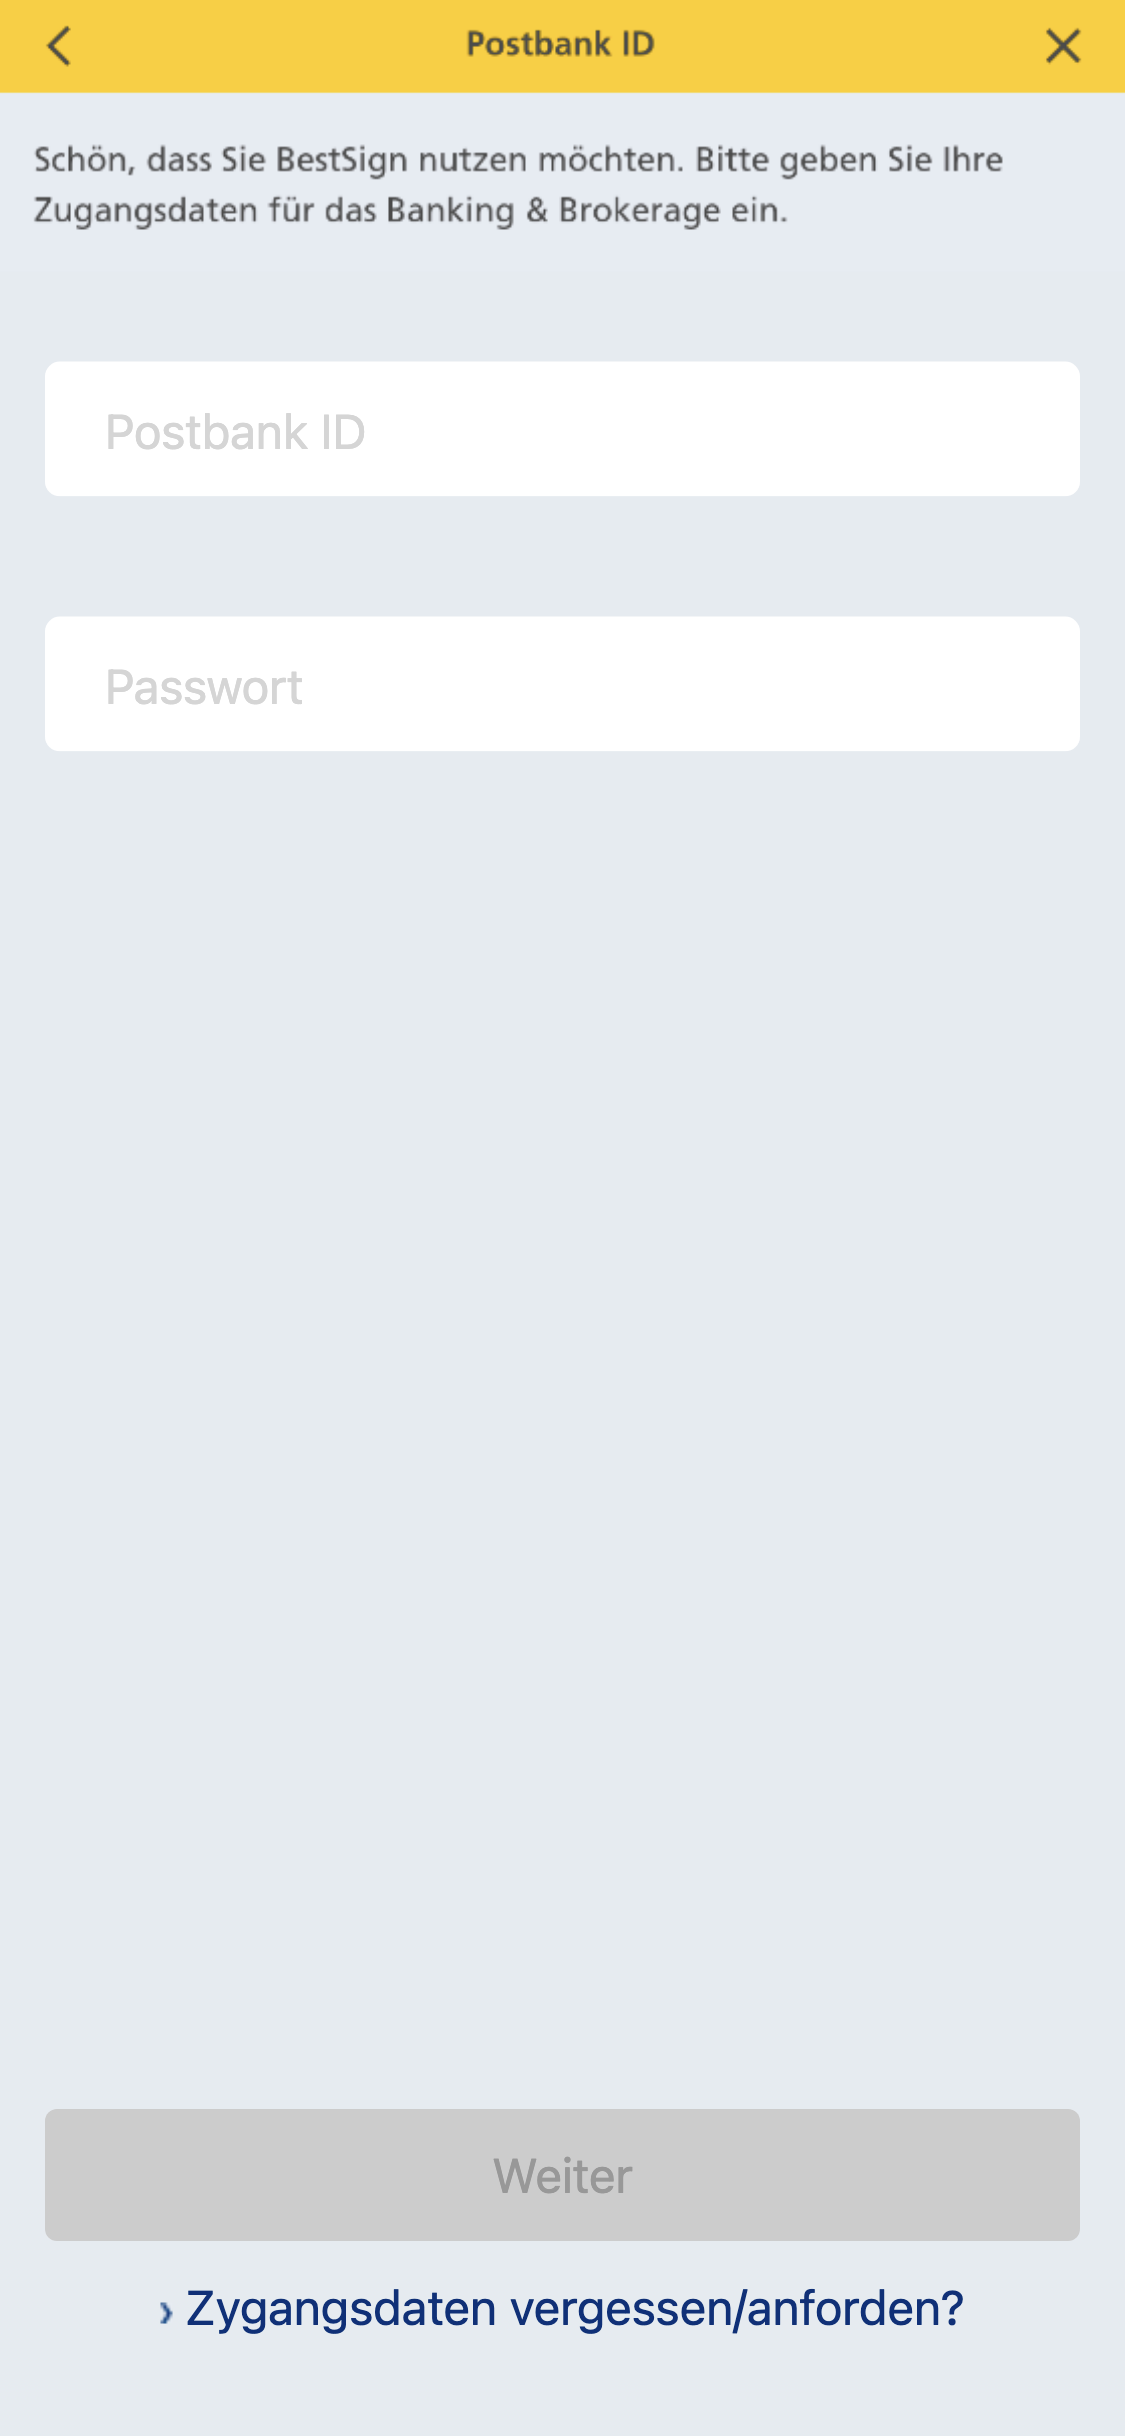 Postbank ID
Schön, dass Sie BestSign nutzen möchten. Bitte geben Sie Ihre
Zugangsdaten für das Banking & Brokerage ein.
Postbank ID
Passwort
Weiter
› Zygangsdaten vergessen/anforden?